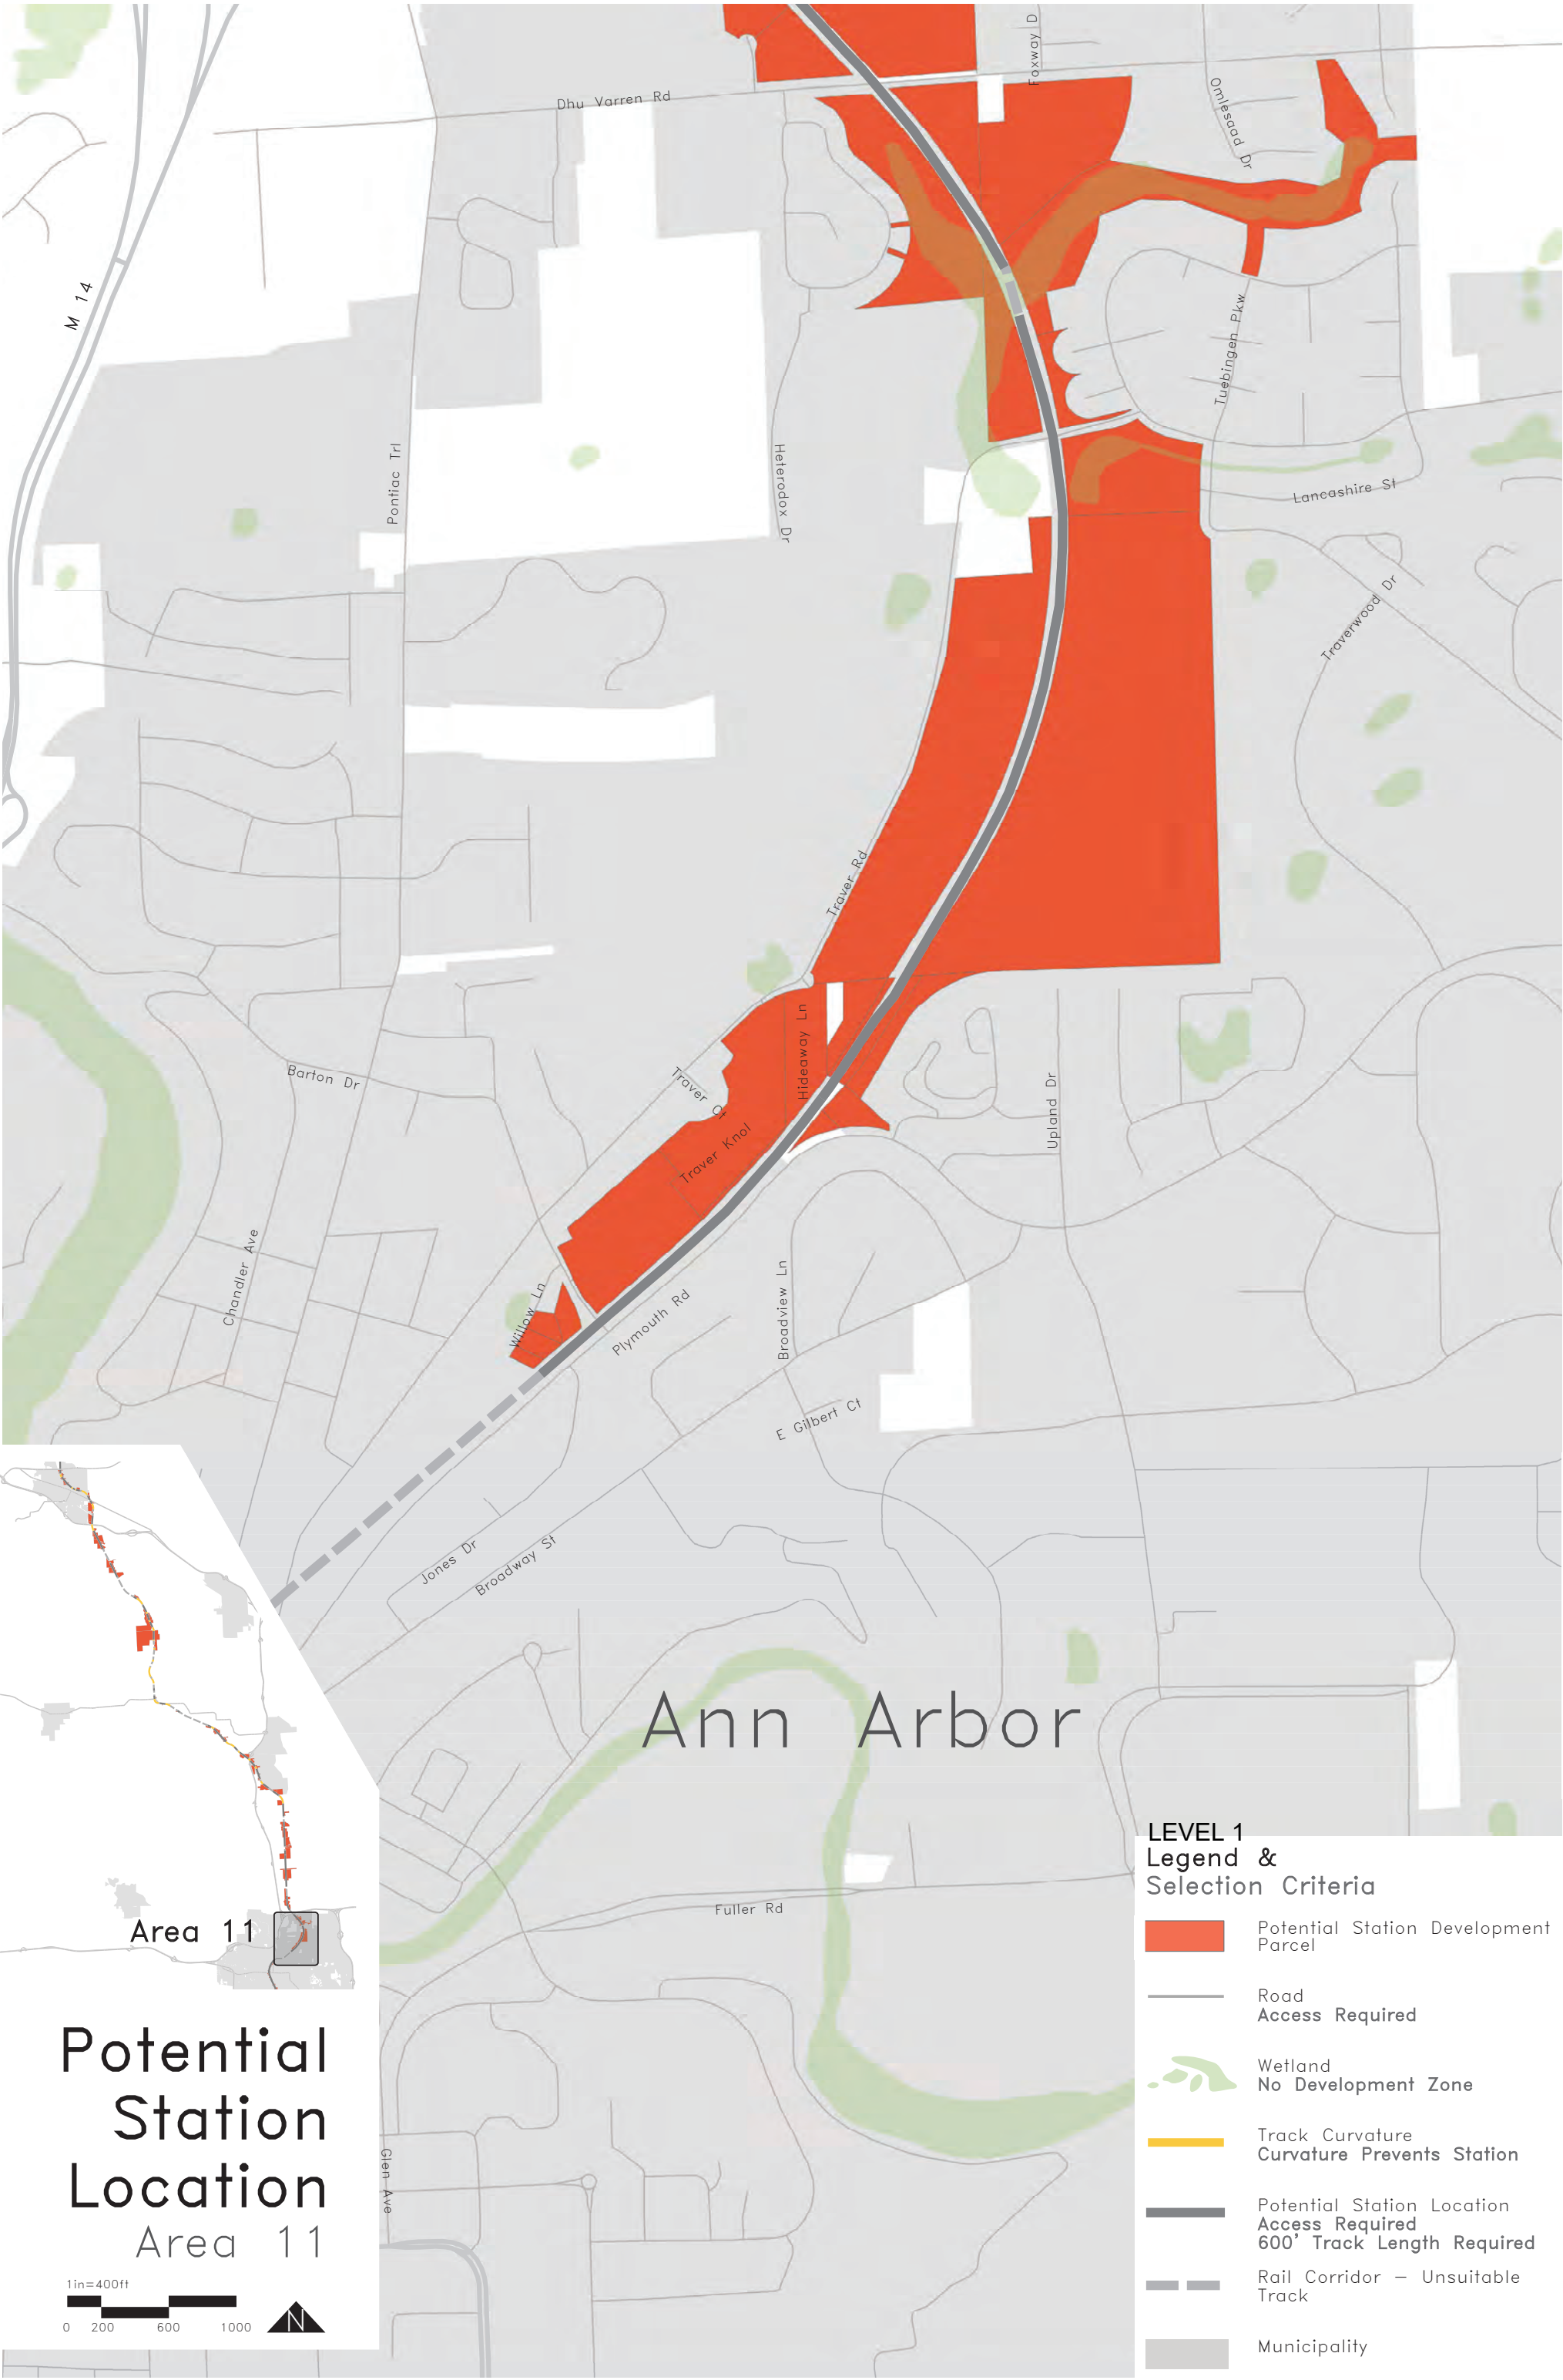 Foxway D
Dhu Varren Rd
Omlesaad Dr
M 14
Tuebingen Pkw
Pontiac Trl
Heterodox Dr
Lancashire St
Traverwood Dr
Traver Rd
Hideaway Ln
Barton Dr
Traver Ct
Upland Dr
Traver Knol
Chandler Ave
Willow Ln
Plymouth Rd
Broadview Ln
E Gilbert Ct
Jones Dr
Broadway St
Ann Arbor
Fuller Rd
Glen Ave
Area 11
Potential
Station
Location
Area 11
1in=400ft
0 200 600 1000
N
LEVEL 1
Legend &
Selection Criteria
Potential Station Development
Parcel
Road
Access Required
Wetland
No Development Zone
Track Curvature
Curvature Prevents Station
Potential Station Location
Access Required
600' Track Length Required
Rail Corridor – Unsuitable
Track
Municipality